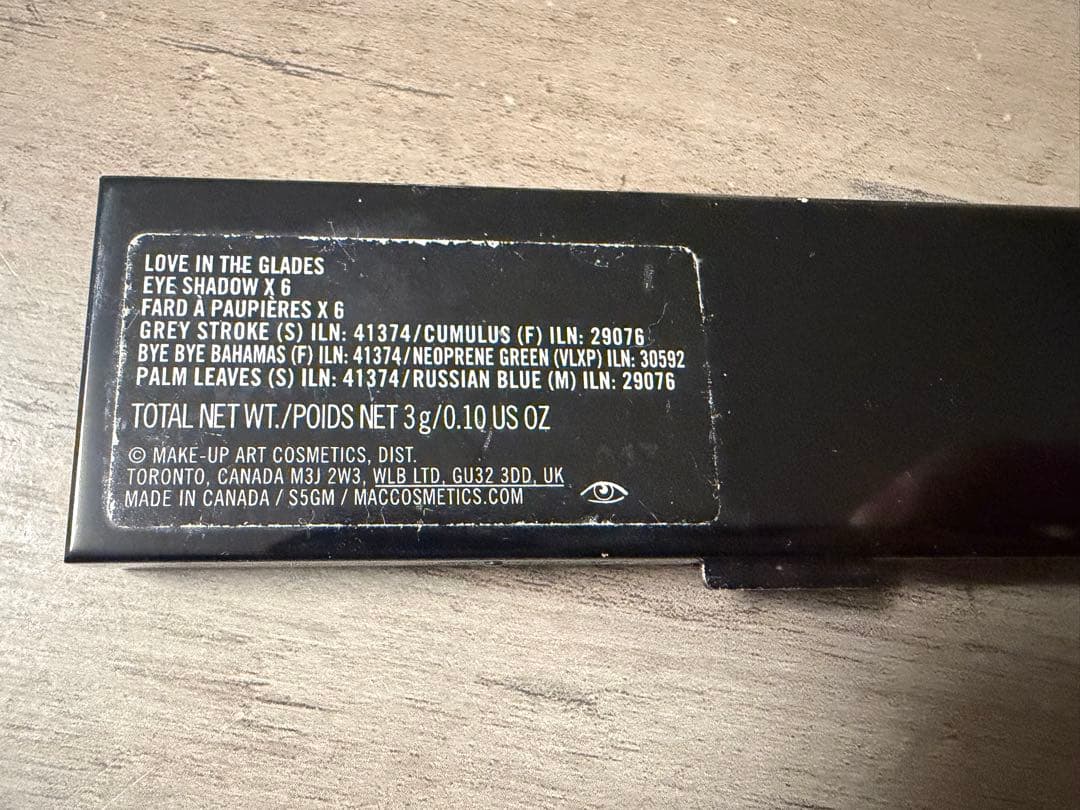 LOVE IN THE GLADES
EYE SHADOW X 6
FARD À PAUPIÈRES X 6
GREY STROKE (S) ILN: 41374/CUMULUS (F) ILN: 29076
BYE BYE BAHAMAS (F) ILN: 41374/NEOPRENE GREEN (VLXP) ILN: 30592
PALM LEAVES (S) ILN: 41374/RUSSIAN BLUE (M) ILN: 29076
TOTAL NET WT./POIDS NET 3 g/0.10 US OZ
© MAKE-UP ART COSMETICS, DIST.
TORONTO, CANADA M3J 2W3, WLB LTD, GU32 3DD, UK
MADE IN CANADA / S5GM / MACCOSMETICS.COM